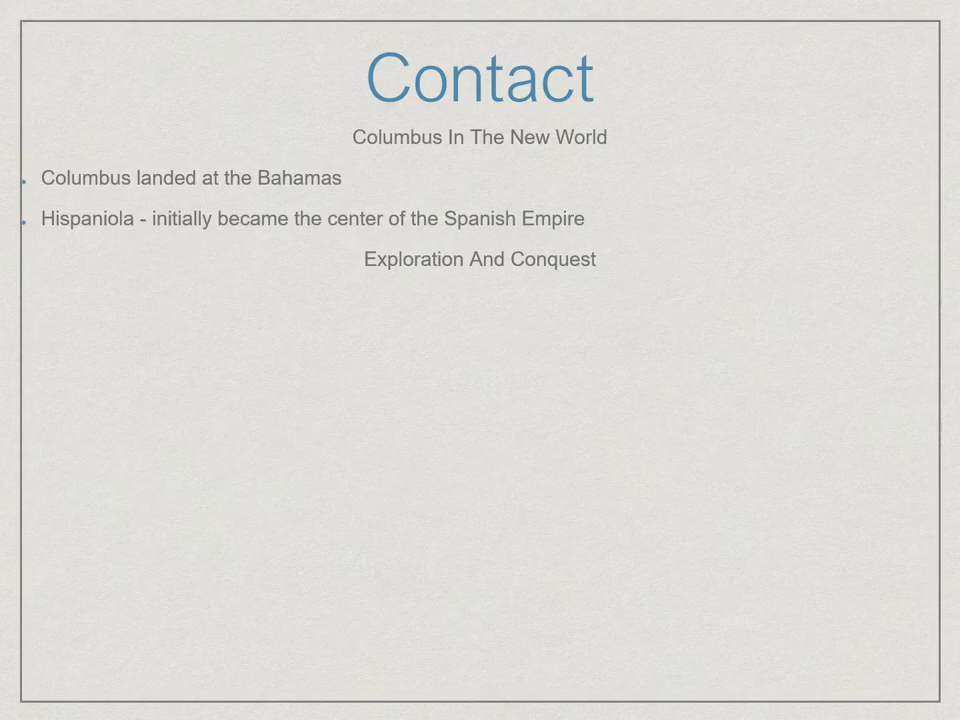 Contact
Columbus In The New World
• Columbus landed at the Bahamas
• Hispaniola - initially became the center of the Spanish Empire
Exploration And Conquest